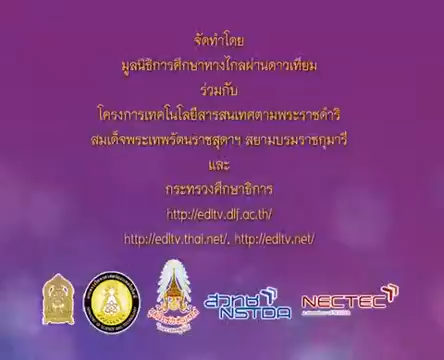 จัดทำโดย
มูลนิธิการศึกษาทางไกลผ่านดาวเทียม
ร่วมกับ
โครงการเทคโนโลยีสารสนเทศตามพระราชดำริ
สมเด็จพระเทพรัตนราชสุดาฯ สยามบรมราชกุมารี
และ
กระทรวงศึกษาธิการ
http://edltv.dlf.ac.th/
http://edltv.thai.net/, http://edltv.net/
สวทช NSTDA
NECTEC